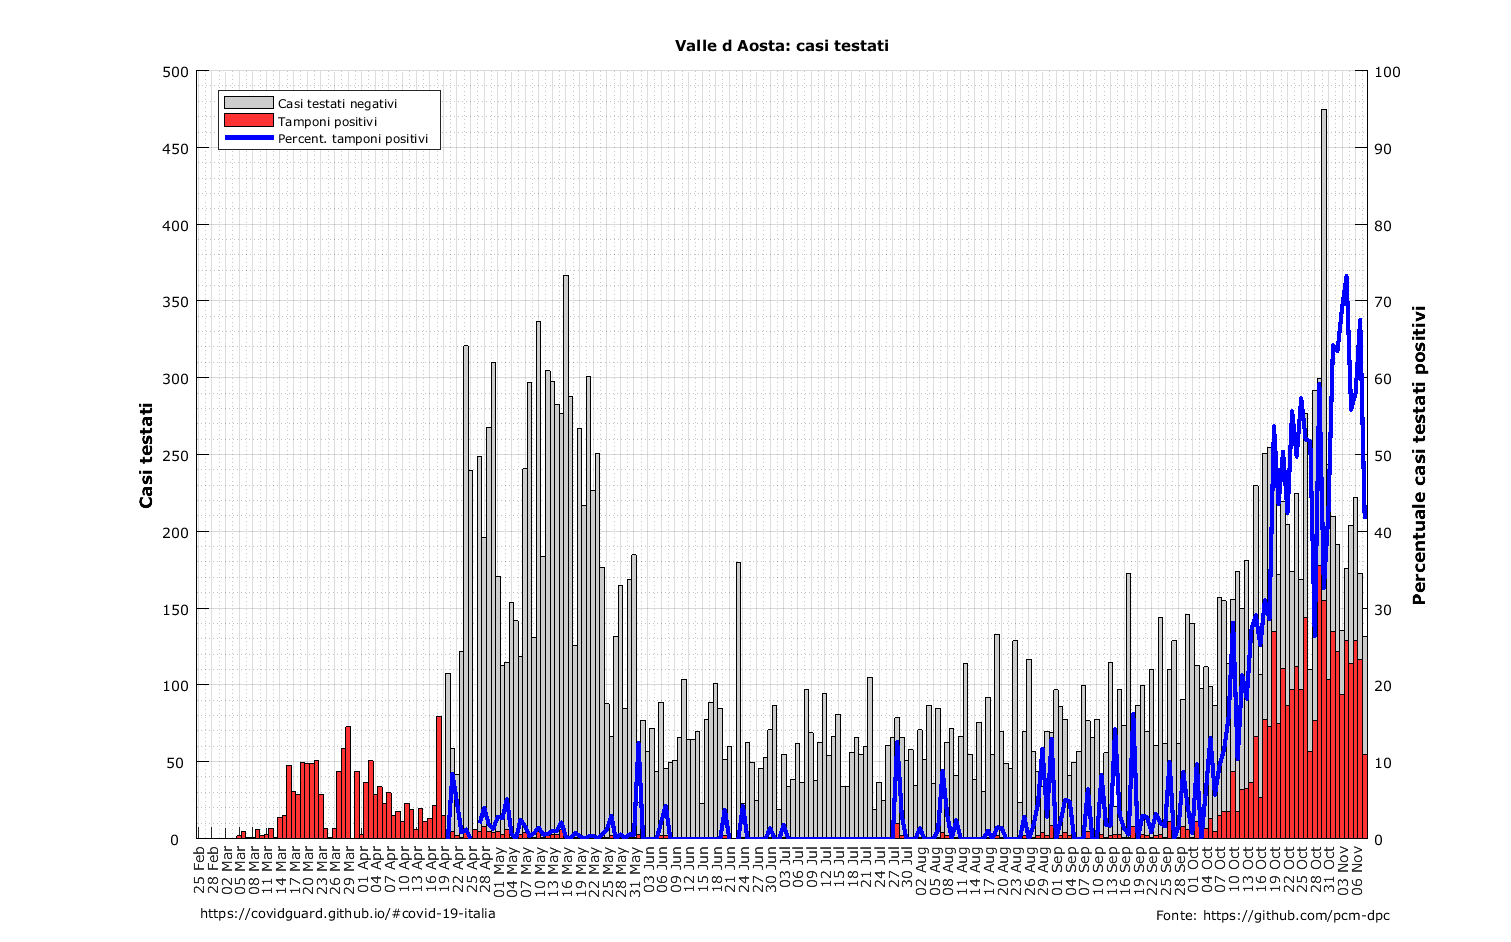 Valle d Aosta: casi testati
Casi testati negativi
Tamponi positivi
Percent. tamponi positivi
Casi testati
500
450
400
350
300
250
200
150
100
50
0
100
90
80
70
60
50
40
30
20
10
0
Percentuale casi testati positivi
25 Feb
28 Feb
02 Mar
05 Mar
08 Mar
11 Mar
14 Mar
17 Mar
20 Mar
23 Mar
26 Mar
29 Mar
01 Apr
04 Apr
07 Apr
10 Apr
13 Apr
16 Apr
19 Apr
22 Apr
25 Apr
28 Apr
01 May
04 May
07 May
10 May
13 May
16 May
19 May
22 May
25 May
28 May
31 May
03 Jun
06 Jun
09 Jun
12 Jun
15 Jun
18 Jun
21 Jun
24 Jun
27 Jun
30 Jun
03 Jul
06 Jul
09 Jul
12 Jul
15 Jul
18 Jul
21 Jul
24 Jul
27 Jul
30 Jul
02 Aug
05 Aug
08 Aug
11 Aug
14 Aug
17 Aug
20 Aug
23 Aug
26 Aug
29 Aug
01 Sep
04 Sep
07 Sep
10 Sep
13 Sep
16 Sep
19 Sep
22 Sep
25 Sep
28 Sep
01 Oct
04 Oct
07 Oct
10 Oct
13 Oct
16 Oct
19 Oct
22 Oct
25 Oct
28 Oct
31 Oct
03 Nov
06 Nov
https://covidguard.github.io/#covid-19-italia
Fonte: https://github.com/pcm-dpc